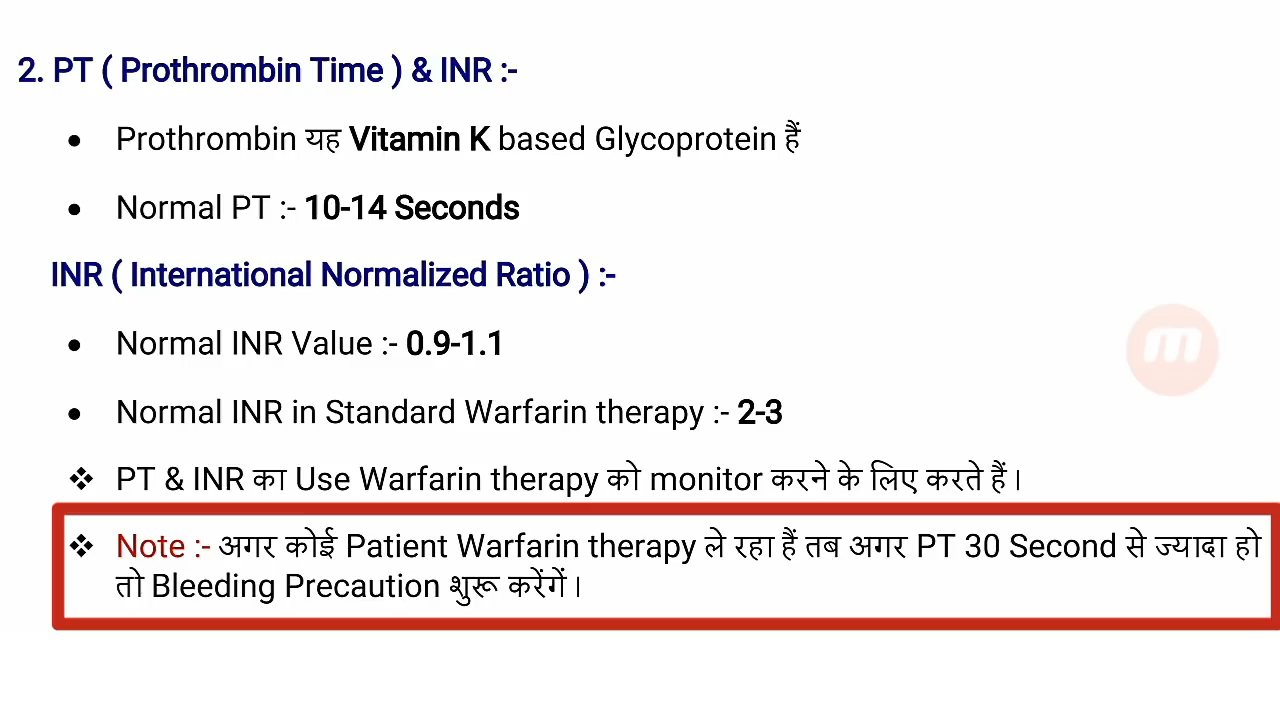 2. PT ( Prothrombin Time ) & INR :-
• Prothrombin यह Vitamin K based Glycoprotein हैं
• Normal PT :- 10-14 Seconds
INR ( International Normalized Ratio ) :-
• Normal INR Value :- 0.9-1.1
• Normal INR in Standard Warfarin therapy :- 2-3
❖ PT & INR का Use Warfarin therapy को monitor करने के लिए करते हैं।
❖ Note :- अगर कोई Patient Warfarin therapy ले रहा हैं तब अगर PT 30 Second से ज्यादा हो
तो Bleeding Precaution शुरू करेंगें।